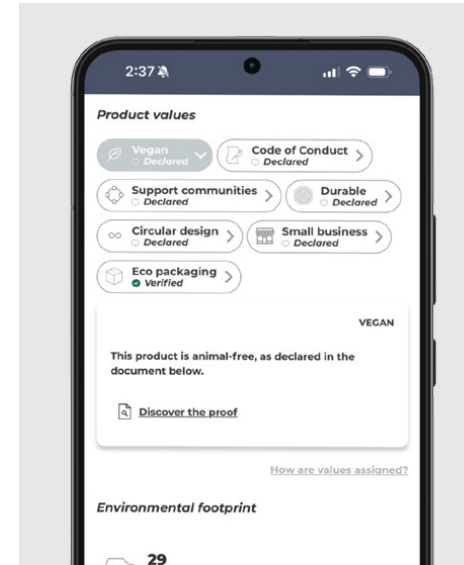 2:37
Product values
Vegan
Declared
Code of Conduct
Declared
Support communities
Declared
Durable
Declared
Circular design
Declared
Small business
Declared
Eco packaging
Verified
VEGAN
This product is animal-free, as declared in the
document below.
Discover the proof
How are values assigned?
Environmental footprint
29